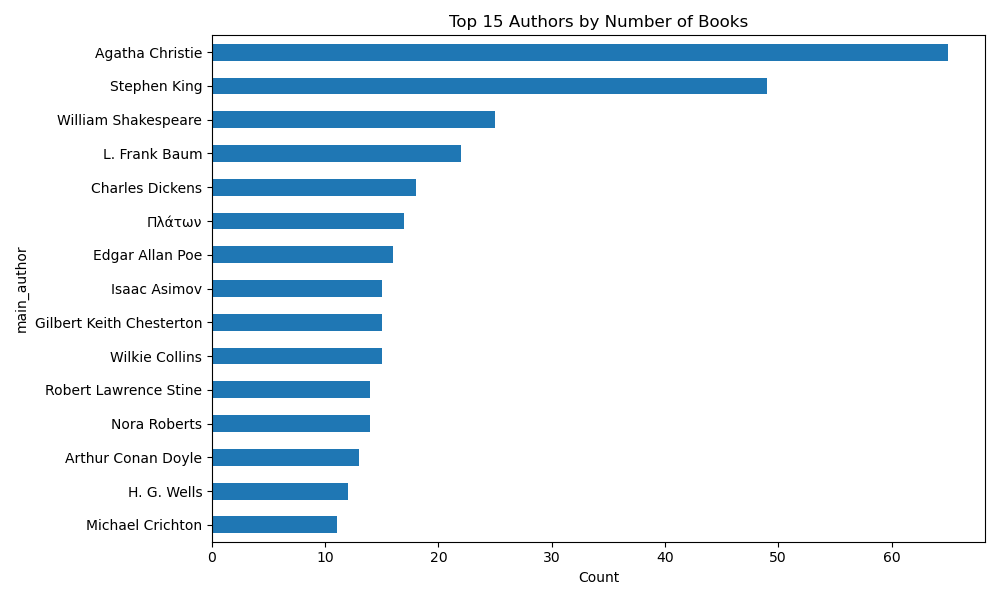 Top 15 Authors by Number of Books
main_author
Agatha Christie
Stephen King
William Shakespeare
L. Frank Baum
Charles Dickens
Πλάτων
Edgar Allan Poe
Isaac Asimov
Gilbert Keith Chesterton
Wilkie Collins
Robert Lawrence Stine
Nora Roberts
Arthur Conan Doyle
H. G. Wells
Michael Crichton
0 10 20 30 40 50 60
Count